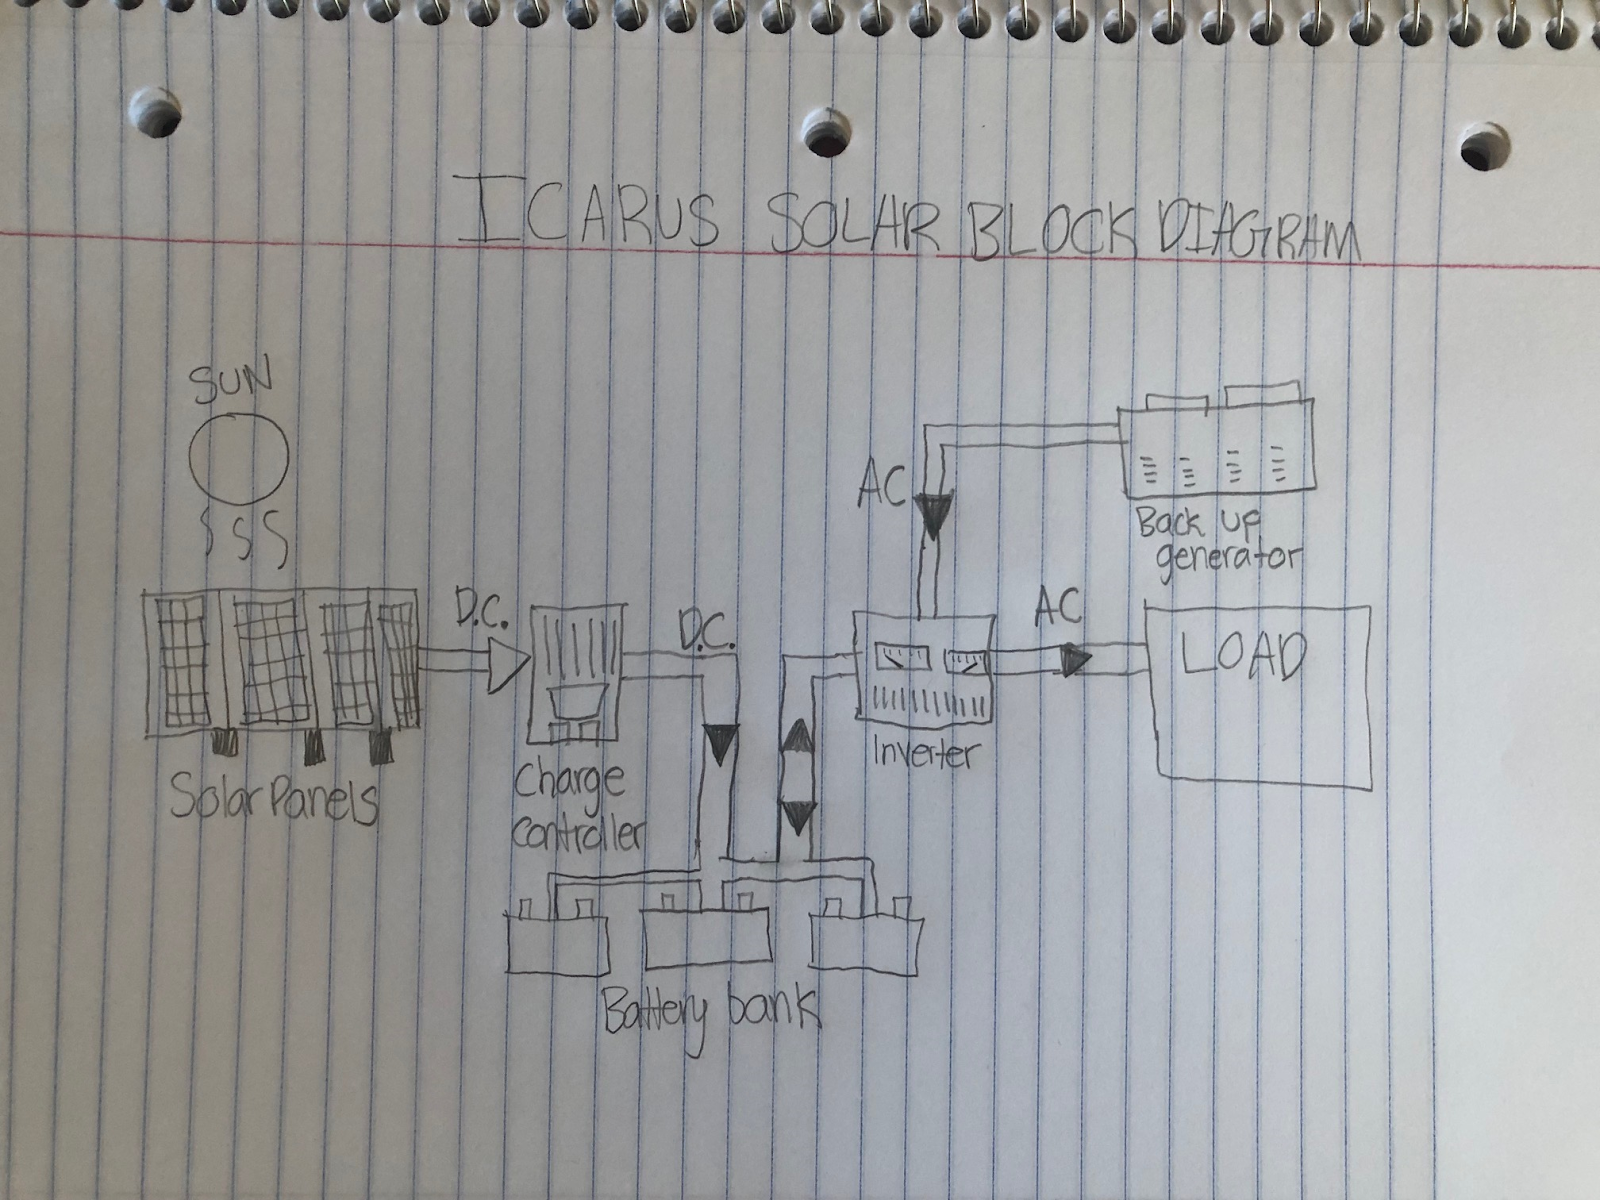 ICARUS SOLAR BLOCK DIAGRAM
SUN
AC
Back up
generator
D.C.
D.C.
AC
LOAD
Inverter
Solar Panels
Charge
controller
Battery bank